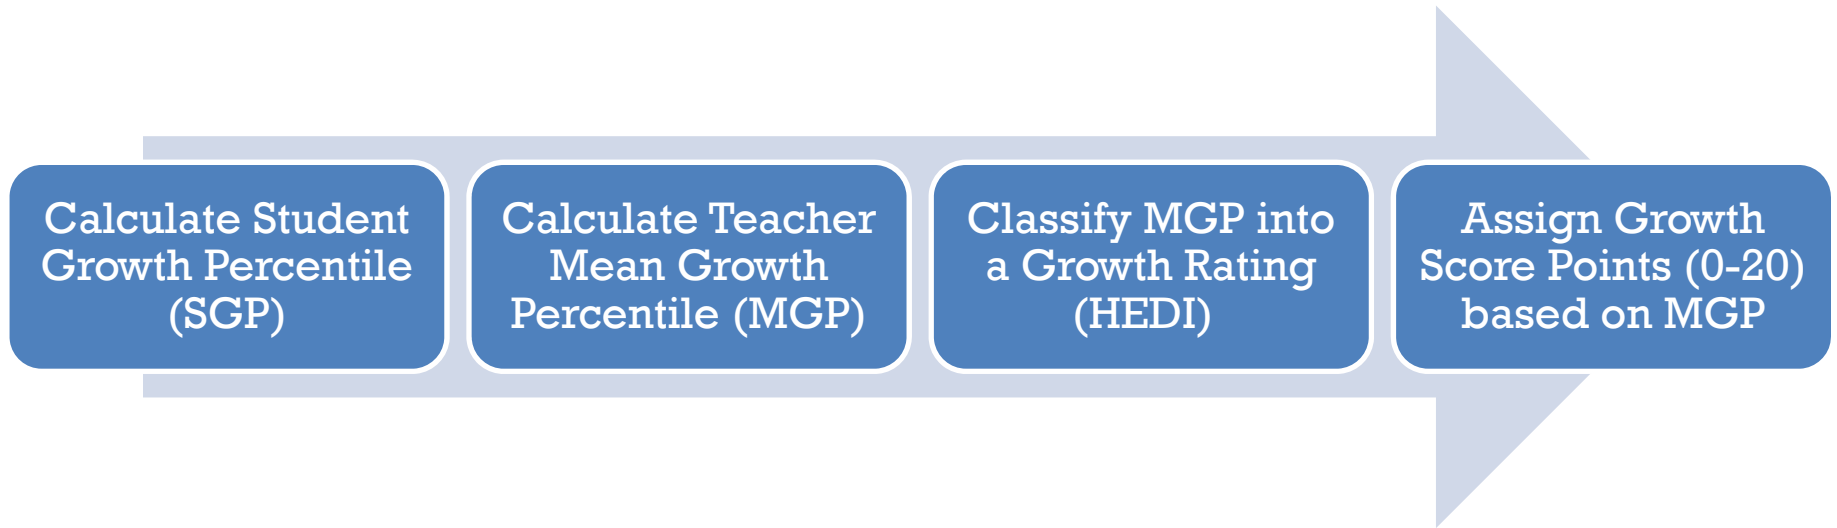 Calculate Student
Growth Percentile
(SGP)
Calculate Teacher
Mean Growth
Percentile (MGP)
Classify MGP into
a Growth Rating
(HEDI)
Assign Growth
Score Points (0-20)
based on MGP